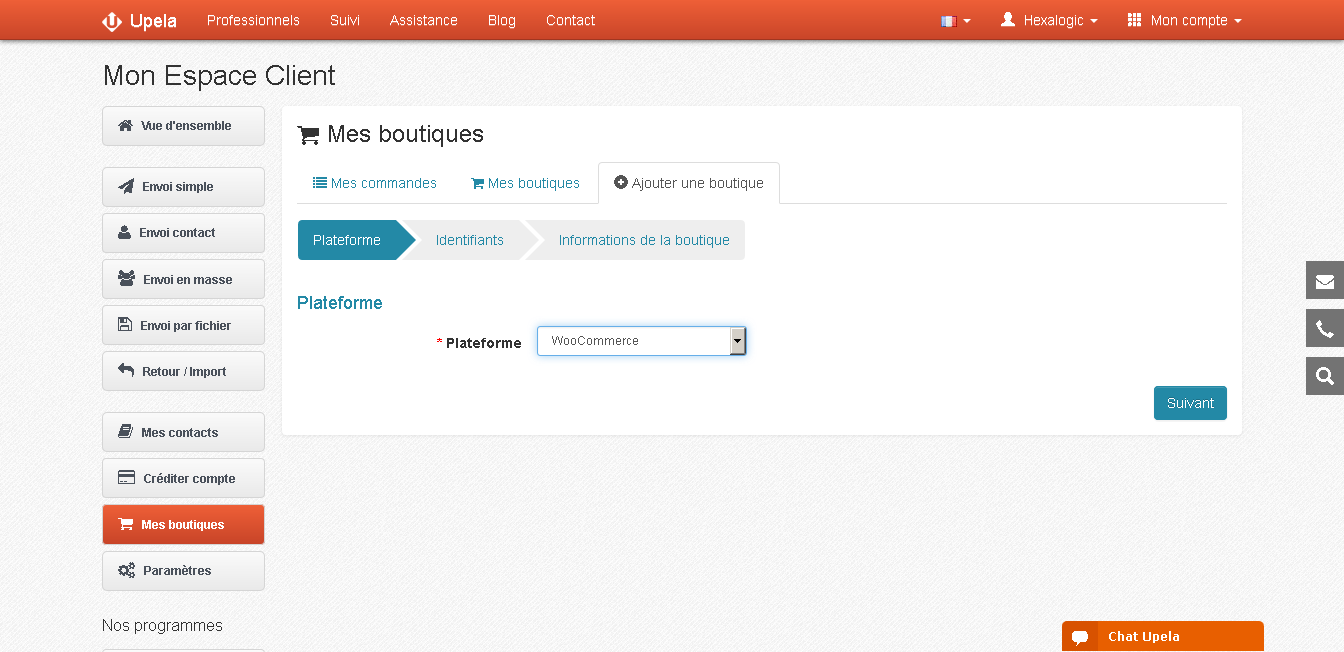 Upela Professionnels Suivi Assistance Blog Contact Hexalogic Mon compte
Mon Espace Client
Vue d'ensemble
Envoi simple
Envoi contact
Envoi en masse
Envoi par fichier
Retour / Import
Mes contacts
Créditer compte
Mes boutiques
Paramètres
Nos programmes
Mes boutiques
Mes commandes Mes boutiques Ajouter une boutique
Plateforme Identifiants Informations de la boutique
Plateforme
* Plateforme WooCommerce
Suivant
Chat Upela